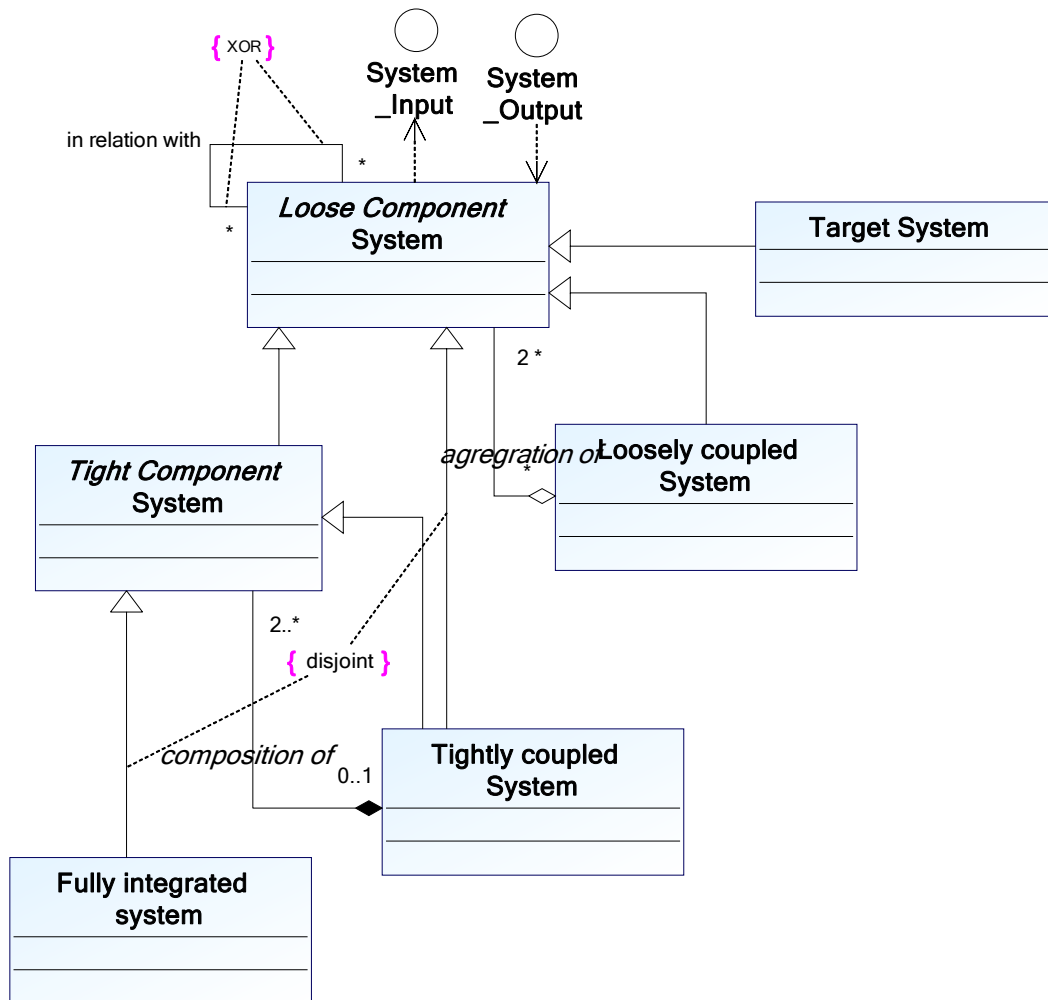 { XOR }
System
_Input
System
_Output
in relation with
*
*
Loose Component
System
Target System
2 *
agregration of
*
Loosely coupled
System
Tight Component
System
2..*
{ disjoint }
composition of
0..1
Tightly coupled
System
Fully integrated
system